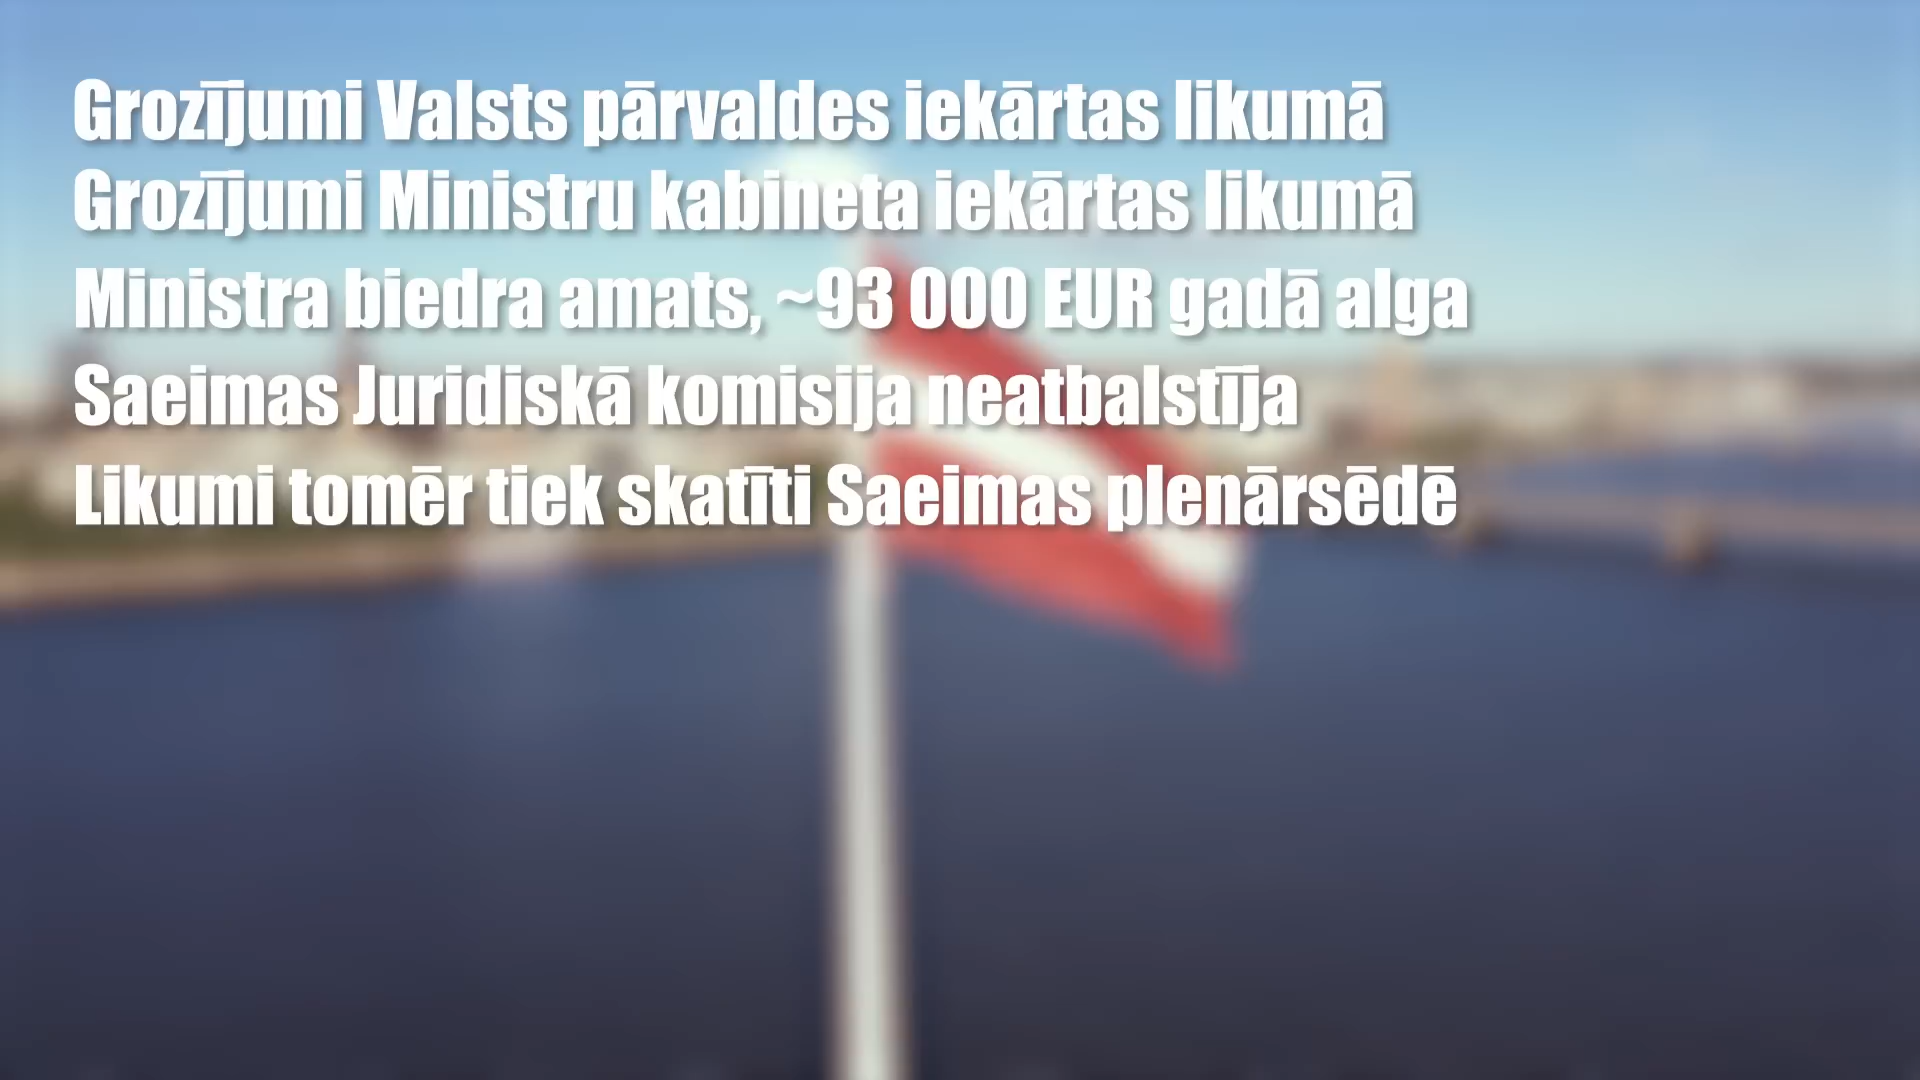 Grozījumi Valsts pārvaldes iekārtas likumā
Grozījumi Ministru kabineta iekārtas likumā
Ministra biedra amats, ~93 000 EUR gadā alga
Saeimas Juridiskā komisija neatbalstīja
Likumi tomēr tiek skatīti Saeimas plenārsēdē